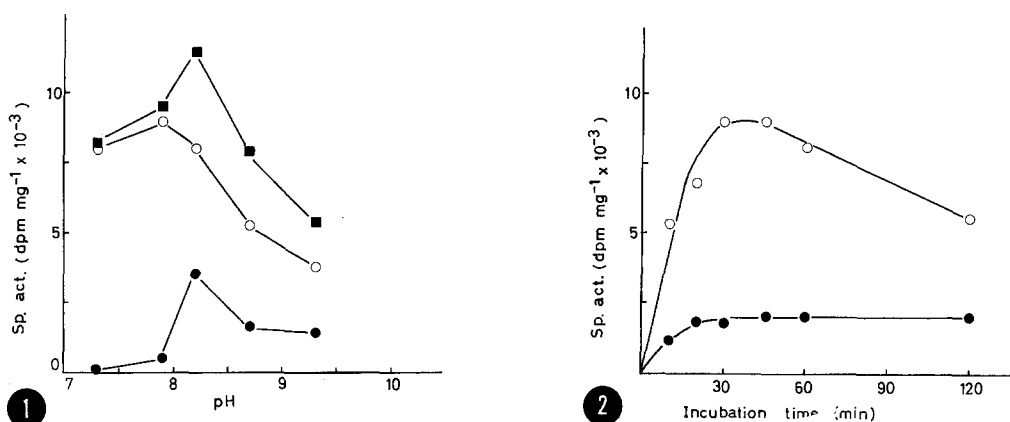 10
5
0
Sp. act. (dpm mg⁻¹ x 10⁻³)
7 8 9 10
pH
1
10
5
Sp. act. (dpm mg⁻¹ x 10⁻³)
30 60 90 120
Incubation time (min)
2